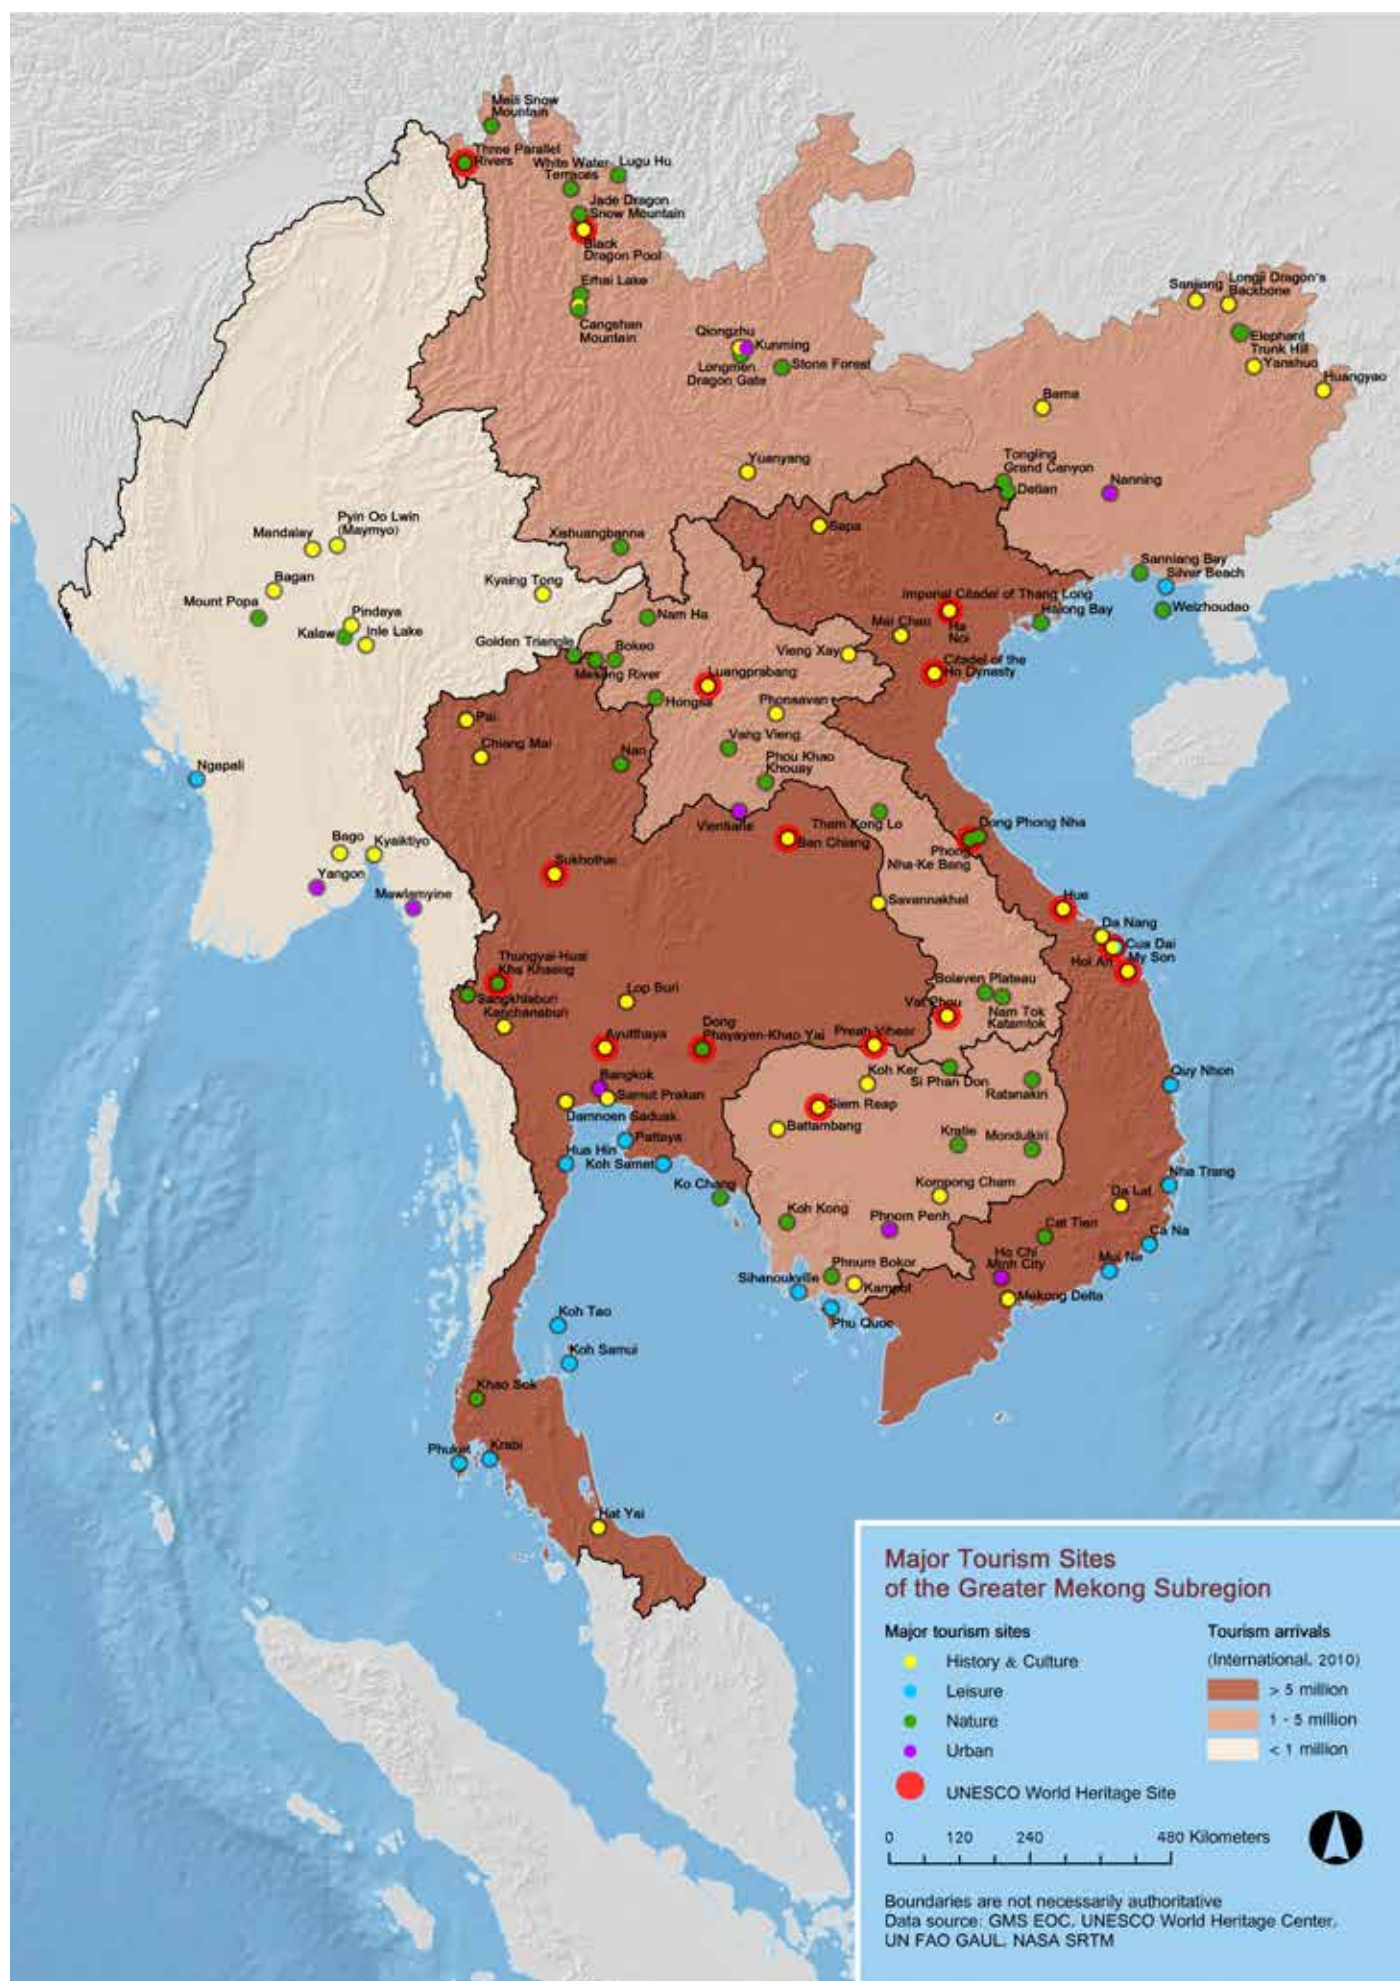 Meili Snow
Mountain
Three Parallel
Rivers
White Water
Terraces
Lugu Hu
Jade Dragon
Snow Mountain
Black
Dragon Pool
Erhai Lake
Cangshan
Mountain
Sanjiang
Longji Dragon's
Backbone
Elephant
Trunk Hill
Yanshuo
Huangyao
Qiongzhu
Kunming
Longmen
Dragon Gate
Stone Forest
Bama
Yuanyang
Tongling
Grand Canyon
Detian
Nanning
Mandalay
Pyin Oo Lwin
(Maymyo)
Sapa
Xishuangbanna
Bagan
Mount Popa
Kyaing Tong
Sanniang Bay
Silver Beach
Weizhoudao
Pindaya
Kalaw
Inle Lake
Nam Ha
Imperial Citadel of Thang Long
Ha
Noi
Halong Bay
Mai Chau
Golden Triangle
Bokeo
Mekong River
Vieng Xay
Citadel of the
Ho Dynasty
Luangprabang
Hongsa
Phonsavan
Pai
Chiang Mai
Nan
Vang Vieng
Phou Khao
Khouay
Ngapali
Vientiane
Tham Kong Lo
Ban Chiang
Dong Phong Nha
Phong
Nha-Ke Bang
Bago
Kyaiktiyo
Yangon
Mawlamyine
Sukhothai
Savannakhet
Hue
Da Nang
Cua Dai
Hoi An
My Son
Thungyai-Huai
Kha Khaeng
Sangkhlaburi
Kanchanaburi
Lop Buri
Bolaven Plateau
Nam Tok
Katamtok
Vat Phou
Ayutthaya
Dong
Phayayen-Khao Yai
Preah Vihear
Koh Ker
Si Phan Don
Ratanakiri
Quy Nhon
Bangkok
Samut Prakan
Damnoen Saduak
Siem Reap
Battambang
Pattaya
Hua Hin
Koh Samet
Kratie
Mondulkiri
Ko Chang
Kompong Cham
Nha Trang
Da Lat
Koh Kong
Phnom Penh
Cat Tien
Ca Na
Ho Chi
Minh City
Mui Ne
Phnum Bokor
Sihanoukville
Kampot
Mekong Delta
Phu Quoc
Koh Tao
Koh Samui
Khao Sok
Phuket
Krabi
Hat Yai
Major Tourism Sites
of the Greater Mekong Subregion
Major tourism sites
History & Culture
Leisure
Nature
Urban
UNESCO World Heritage Site
Tourism arrivals
(International, 2010)
> 5 million
1 - 5 million
< 1 million
0 120 240 480 Kilometers
Boundaries are not necessarily authoritative
Data source: GMS EOC, UNESCO World Heritage Center,
UN FAO GAUL, NASA SRTM